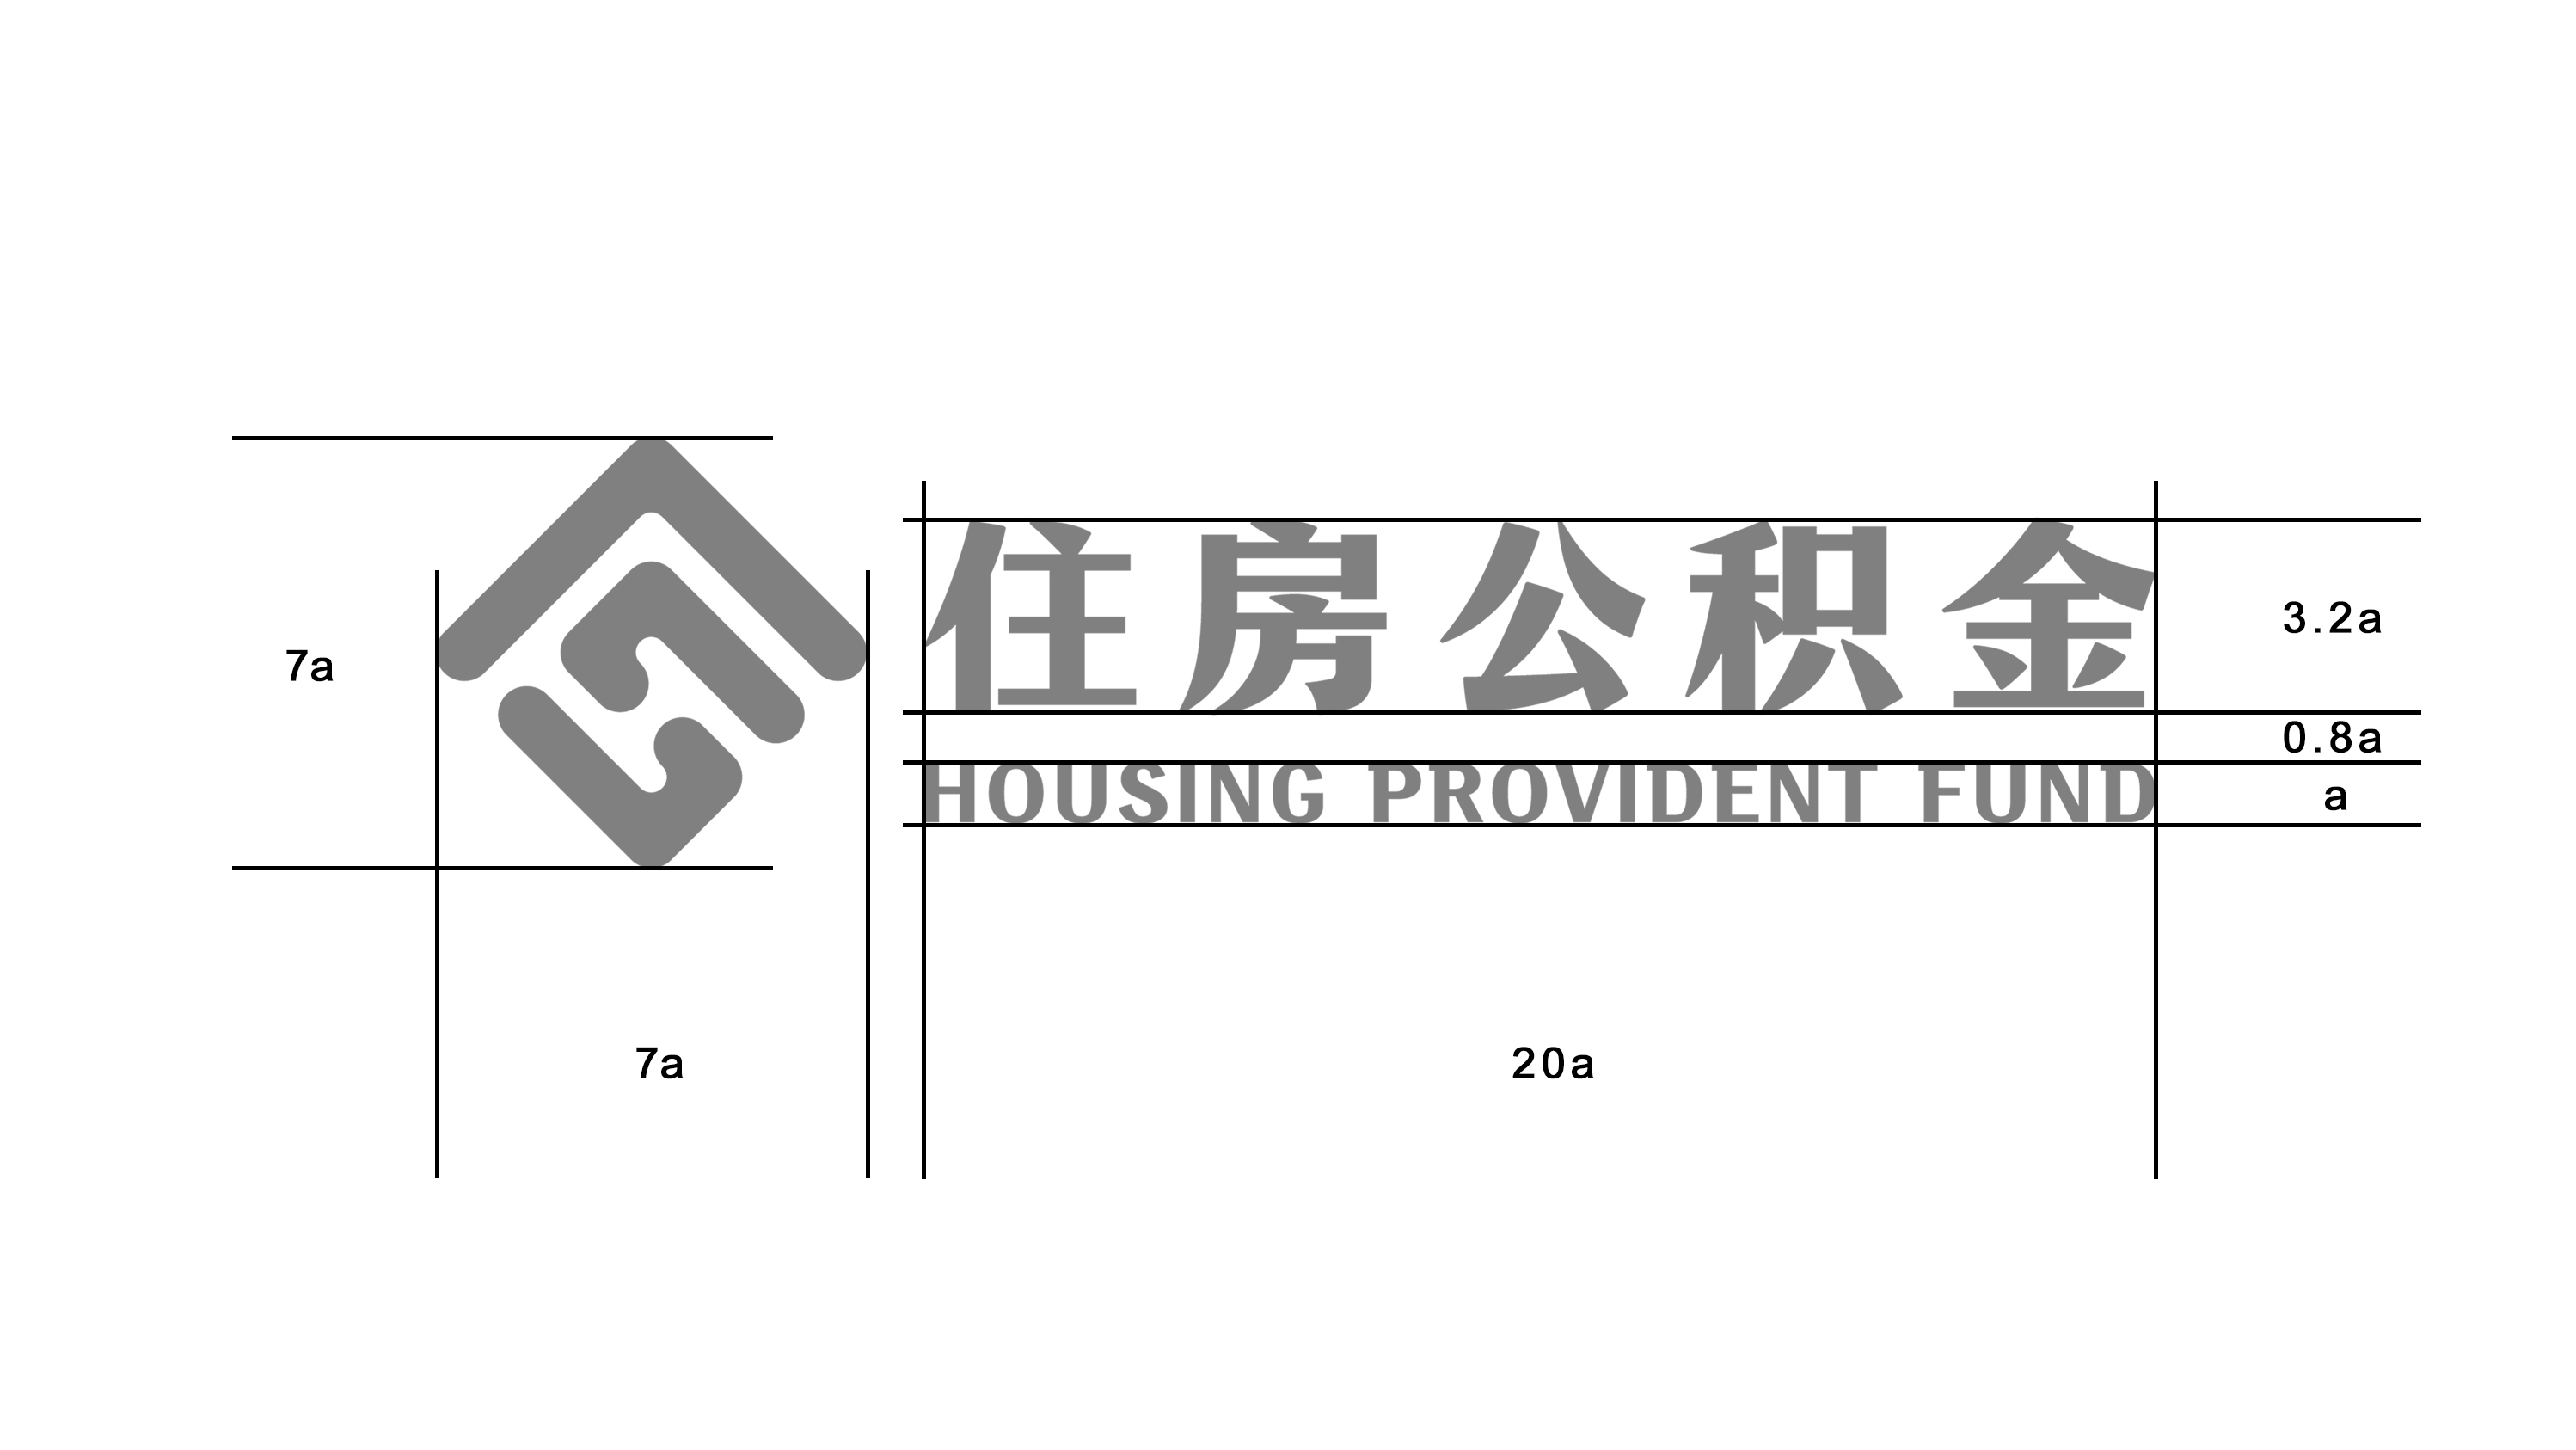 住房公积金
3.2a
7a
0.8a
HOUSING PROVIDENT FUND
a
7a
20a